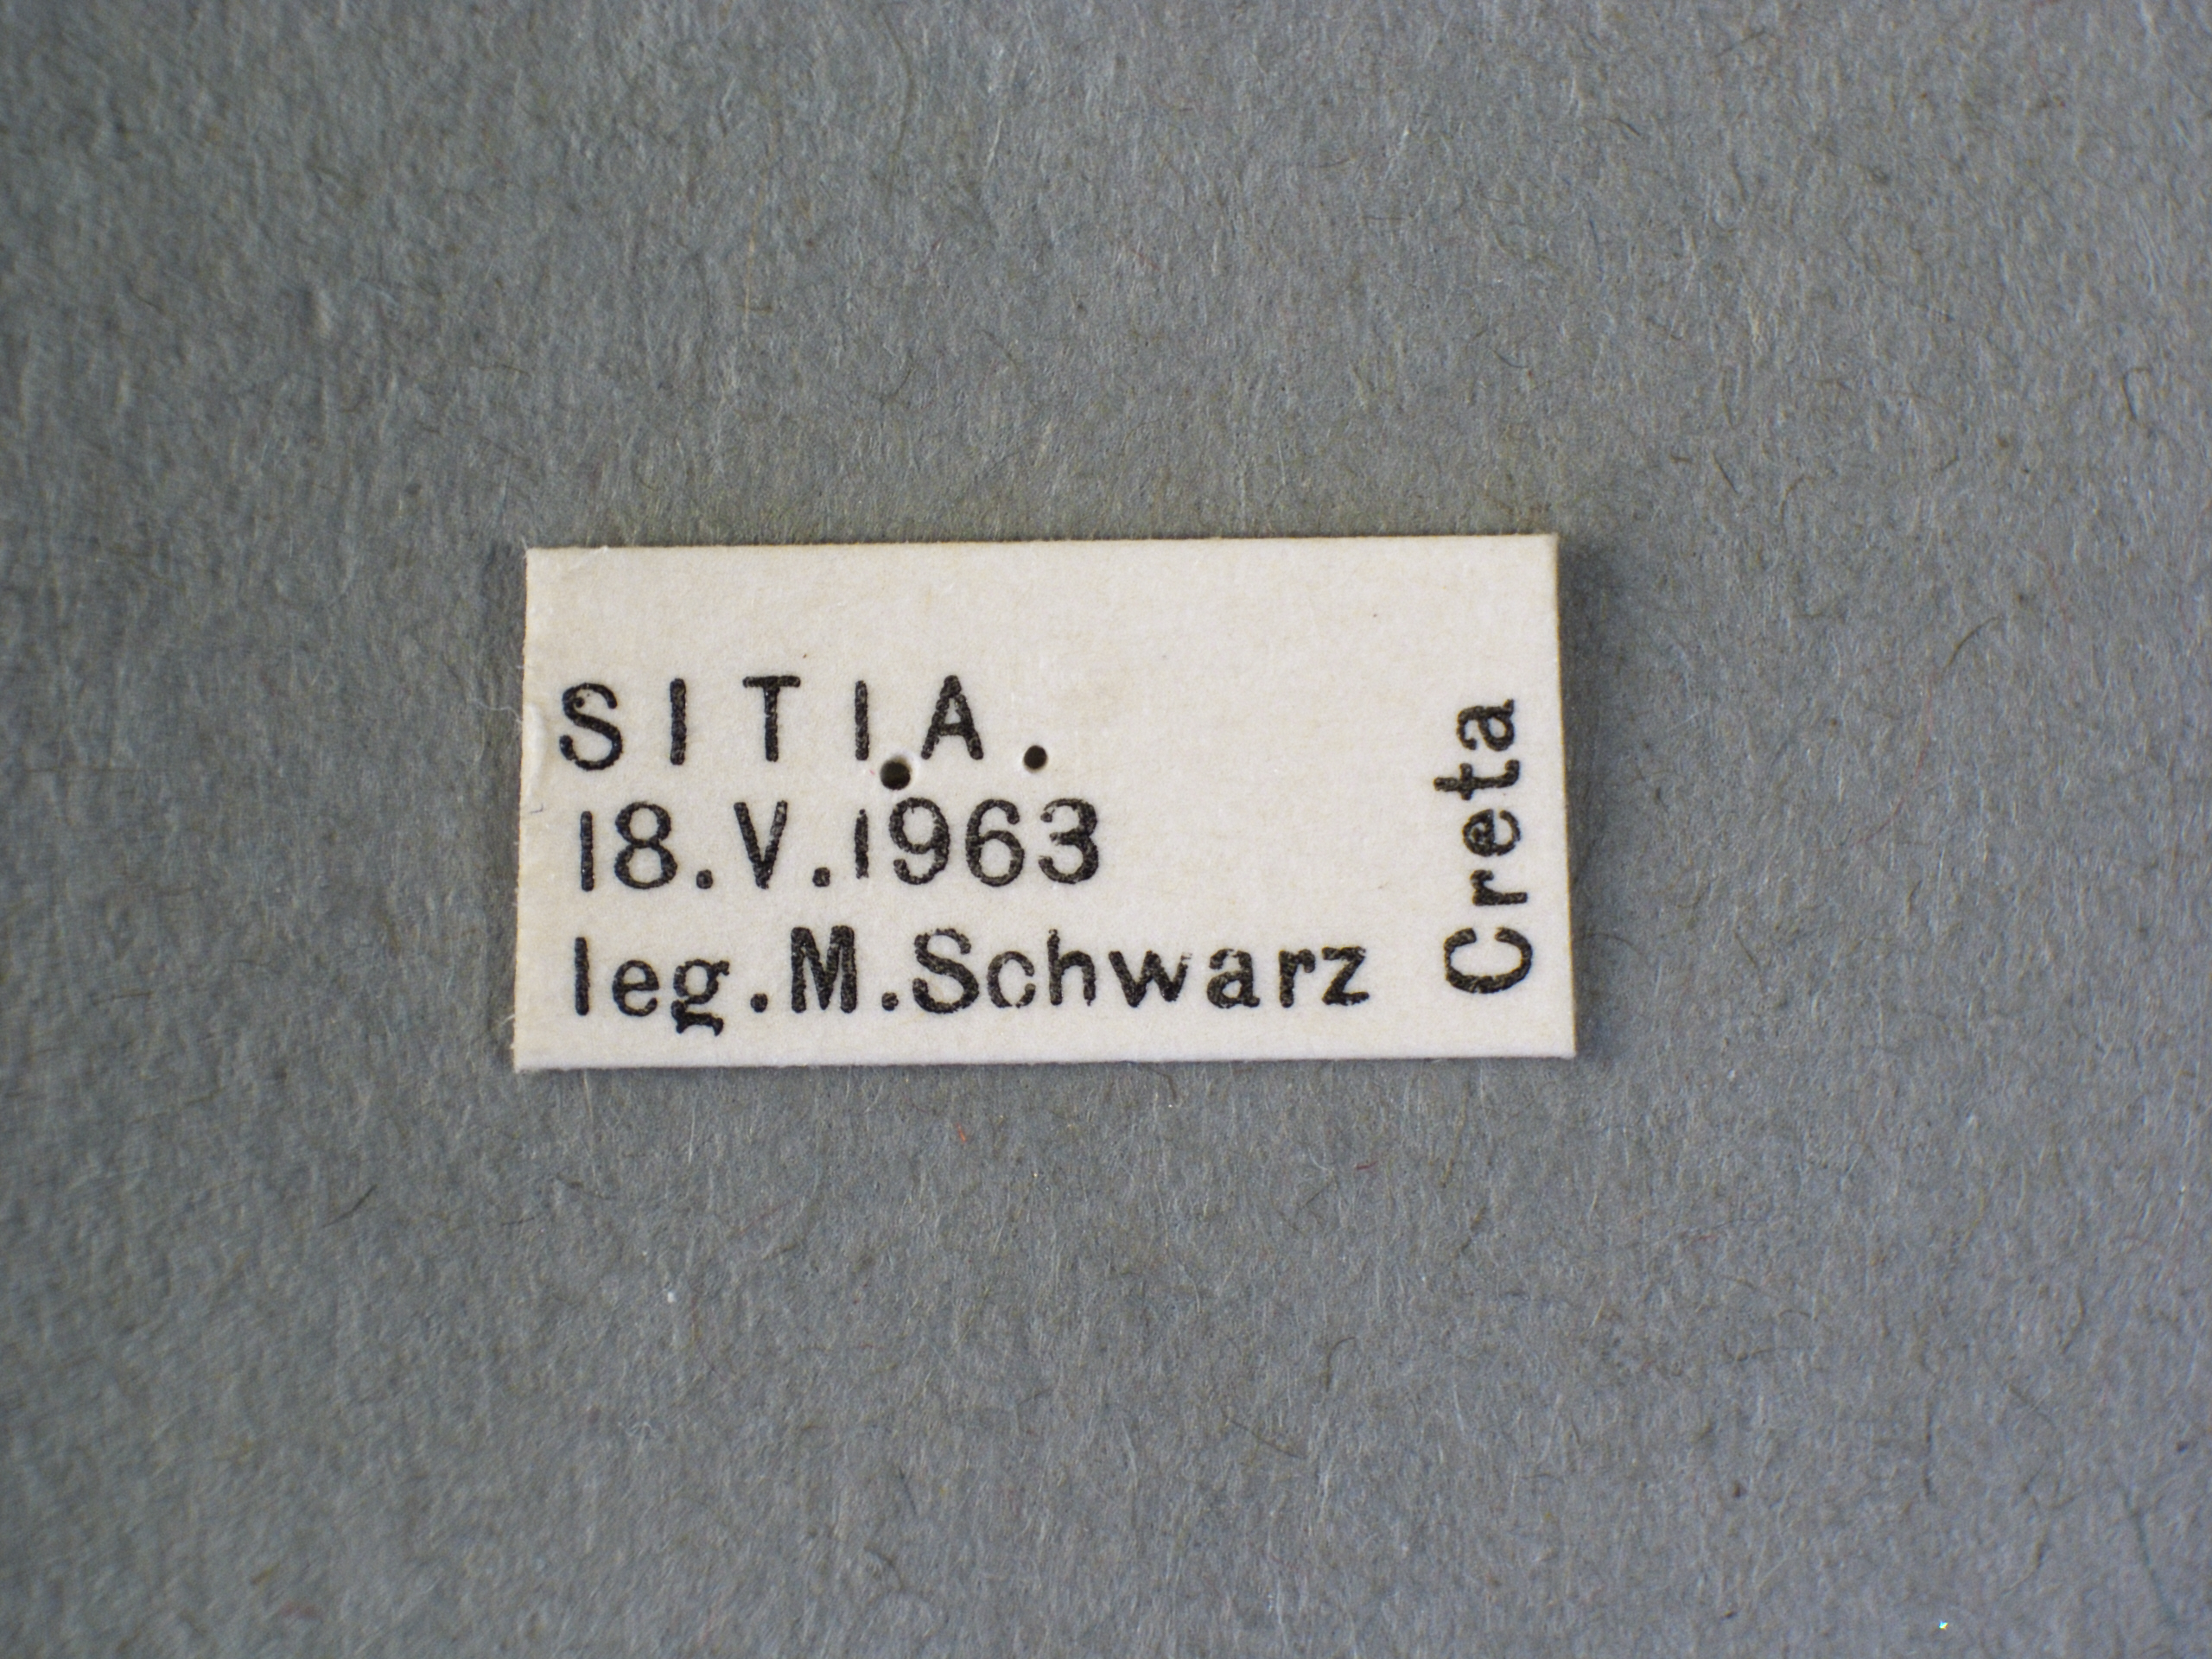 SITIA
18.V.1963
leg.M.Schwarz
Creta